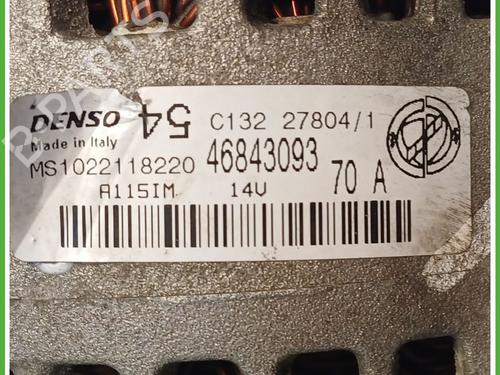 DENSO 54 C132 27804/1
Made in Italy
MS1022118220 46843093 70 A
A115IM 14V